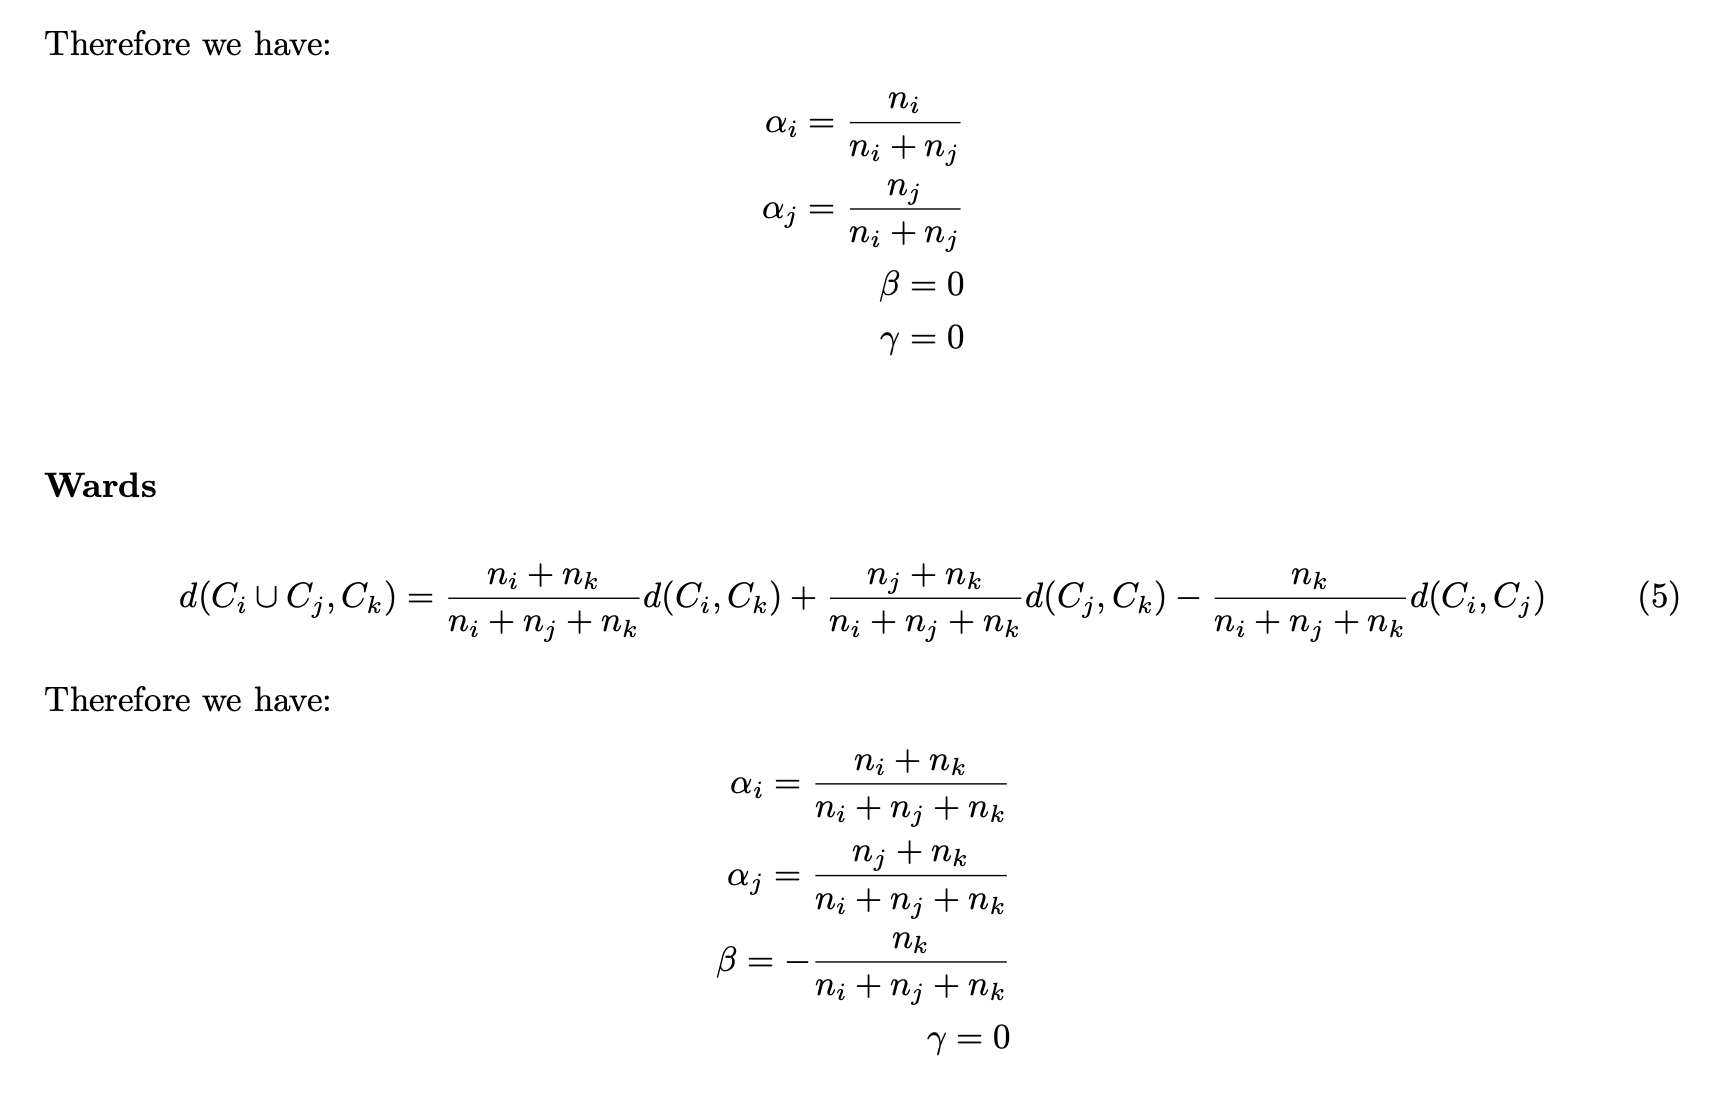 Therefore we have:
α_i = n_i / (n_i + n_j)
α_j = n_j / (n_i + n_j)
β = 0
γ = 0
Wards
d(C_i ∪ C_j, C_k) = (n_i + n_k) / (n_i + n_j + n_k) d(C_i, C_k) + (n_j + n_k) / (n_i + n_j + n_k) d(C_j, C_k) − n_k / (n_i + n_j + n_k) d(C_i, C_j) (5)
Therefore we have:
α_i = (n_i + n_k) / (n_i + n_j + n_k)
α_j = (n_j + n_k) / (n_i + n_j + n_k)
β = − n_k / (n_i + n_j + n_k)
γ = 0